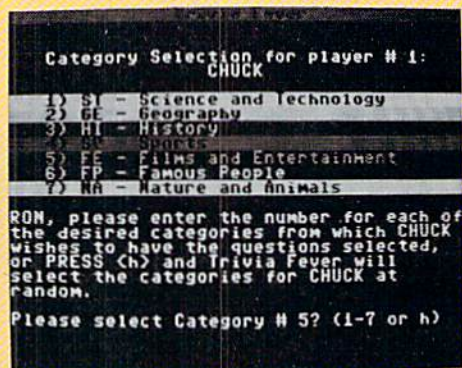 Category Selection for player # 1:
CHUCK
1) ST - Science and Technology
2) GE - Geography
3) HI - History
4) SP - Sports
5) FE - Films and Entertainment
6) FP - Famous People
7) NA - Nature and Animals
RON, please enter the number for each of
the desired categories from which CHUCK
wishes to have the questions selected,
or PRESS <h> and Trivia Fever will
select the categories for CHUCK at
random.
Please select Category # 5? (1-7 or h)